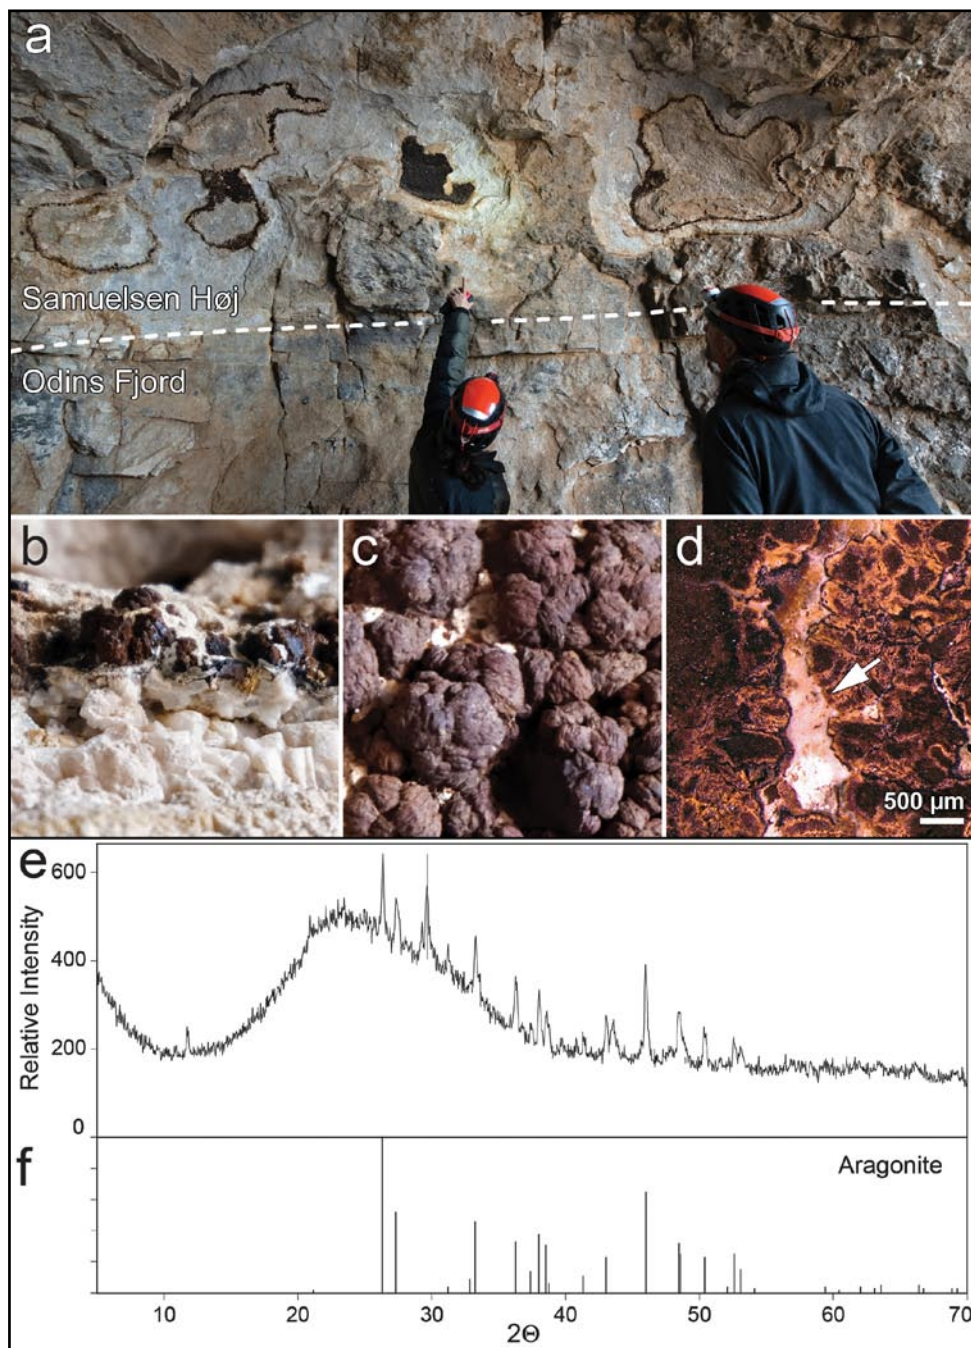 a
Samuelsen Høj
Odins Fjord
b
c
d
500 µm
e
600
400
200
0
Relative Intensity
f
Aragonite
10
20
30
40
50
60
70
2Θ